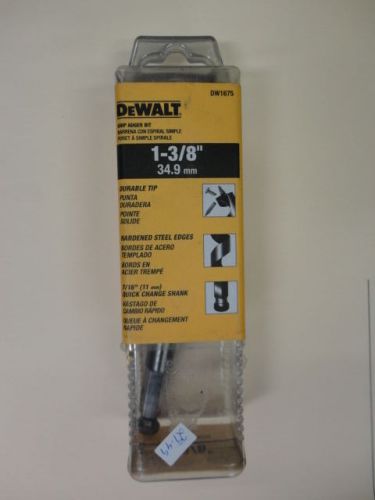 DW1675
DEWALT
SHIP AUGER BIT
BARRENA CON ESPIRAL SIMPLE
FORET À SIMPLE SPIRALE
1-3/8"
34.9 mm
DURABLE TIP
PUNTA
DURADERA
POINTE
SOLIDE
HARDENED STEEL EDGES
BORDES DE ACERO
TEMPLADO
BORDS EN
ACIER TREMPÉ
7/16" (11 mm)
QUICK CHANGE SHANK
VÁSTAGO DE
CAMBIO RÁPIDO
QUEUE À CHANGEMENT
RAPIDE